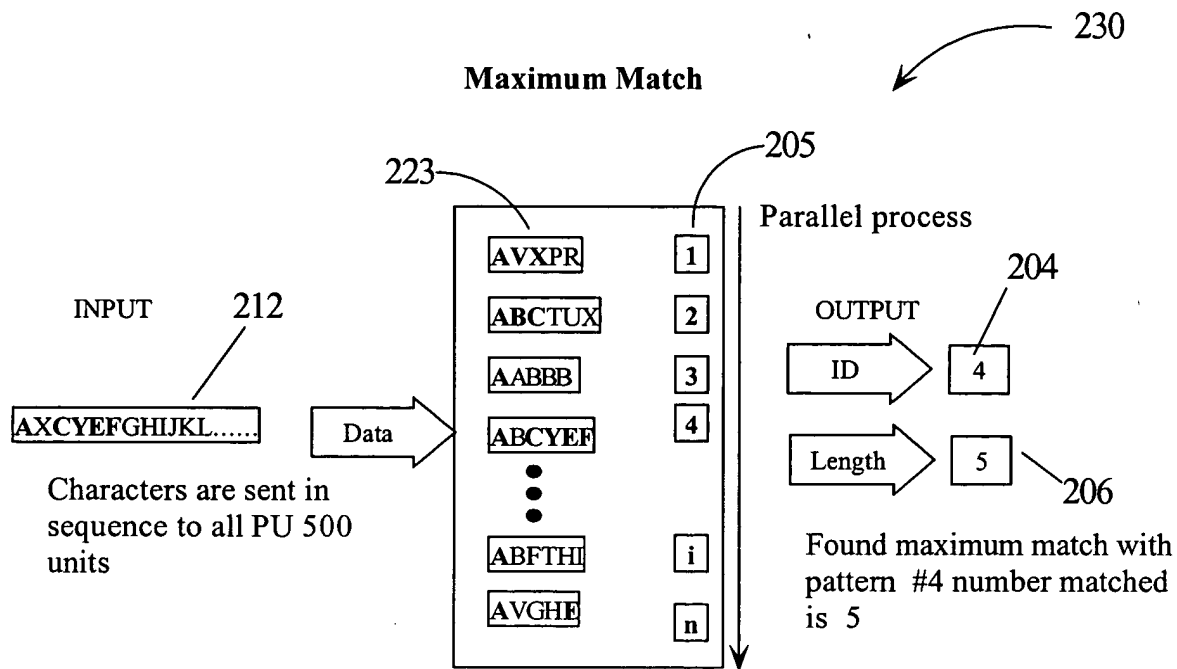 230
Maximum Match
205
223
Parallel process
AVXPR 1
204
INPUT 212
ABCTUX 2
OUTPUT
AABBB 3
ID 4
AXCYEFGHIJKL......
Data
ABCYEF 4
Length 5
206
Characters are sent in
sequence to all PU 500
units
ABFTHI i
AVGHE n
Found maximum match with
pattern #4 number matched
is 5